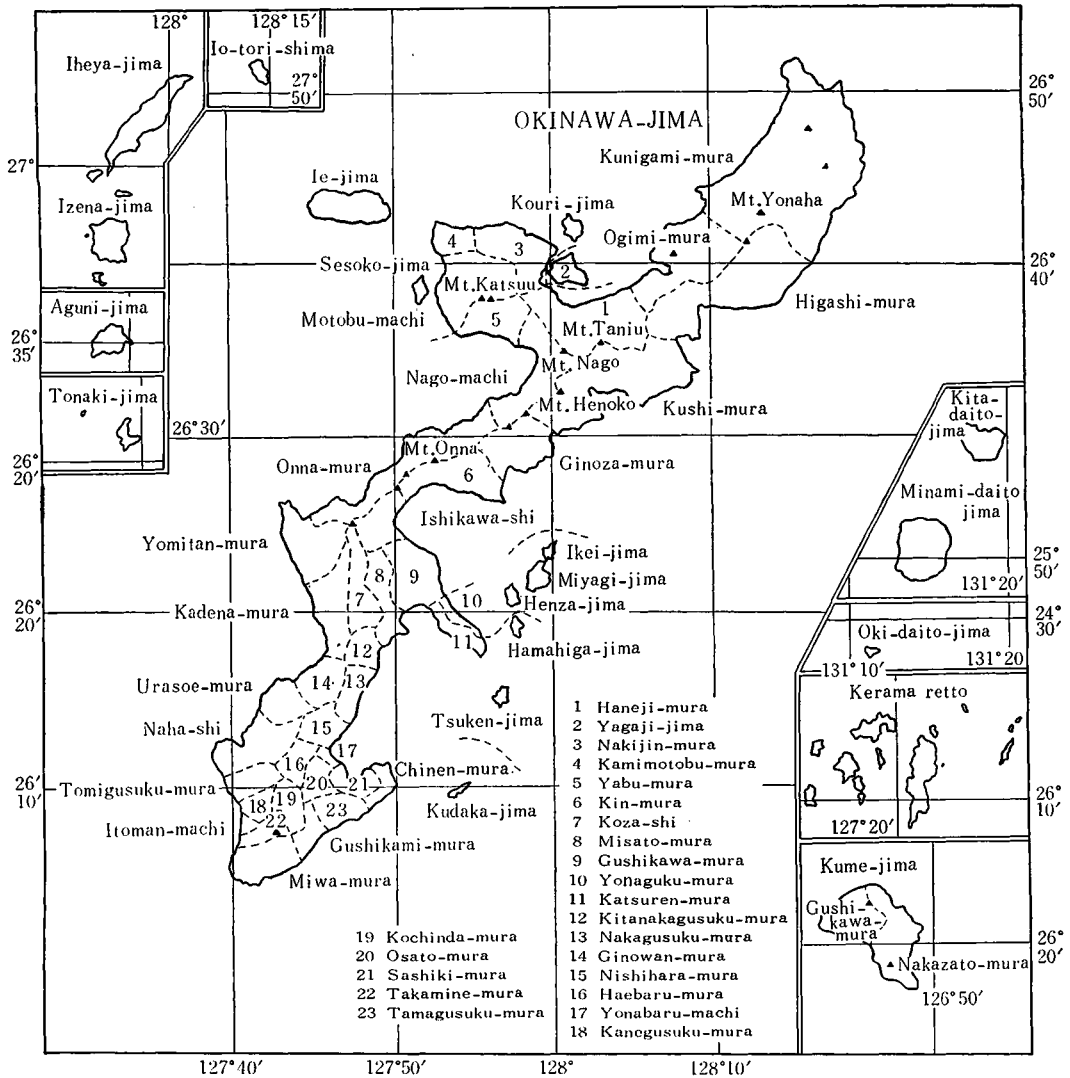 128°
128° 15′
Io-tori-shima
27°
50′
Iheya-jima
27°
Izena-jima
Aguni-jima
26°
35′
Tonaki-jima
26°
20′
26° 30′
OKINAWA-JIMA
26°
50′
Kunigami-mura
Ie-jima
Kouri-jima
Mt.Yonaha
Ogimi-mura
4
3
2
26°
40′
Sesoko-jima
Mt.Katsuu
Higashi-mura
Motobu-machi
5
1
Mt.Taniu
Mt. Nago
Nago-machi
Mt.Henoko
Kushi-mura
Mt.Onna
Onna-mura
6
Ginoza-mura
Ishikawa-shi
Yomitan-mura
Ikei-jima
8
9
Miyagi-jima
7
10
Henza-jima
26°
20′
Kadena-mura
11
Hamahiga-jima
12
14
13
Urasoe-mura
Tsuken-jima
Naha-shi
15
17
16
Chinen-mura
20
21
26°
10′
Tomigusuku-mura
Kudaka-jima
18
19
23
Itoman-machi
22
Gushikami-mura
Miwa-mura
127° 40′
127° 50′
128°
128° 10′
Kita-
daito-
jima
Minami-daito
jima
25°
50′
131° 20′
24°
30′
Oki-daito-jima
131° 10′
131° 20
Kerama retto
26°
10′
127° 20′
Kume-jima
Gushi-
kawa-
mura
26°
20′
Nakazato-mura
126° 50′
1 Haneji-mura
2 Yagaji-jima
3 Nakijin-mura
4 Kamimotobu-mura
5 Yabu-mura
6 Kin-mura
7 Koza-shi
8 Misato-mura
9 Gushikawa-mura
10 Yonaguku-mura
11 Katsuren-mura
12 Kitanakagusuku-mura
13 Nakagusuku-mura
14 Ginowan-mura
15 Nishihara-mura
16 Haebaru-mura
17 Yonabaru-machi
18 Kanegusuku-mura
19 Kochinda-mura
20 Osato-mura
21 Sashiki-mura
22 Takamine-mura
23 Tamagusuku-mura